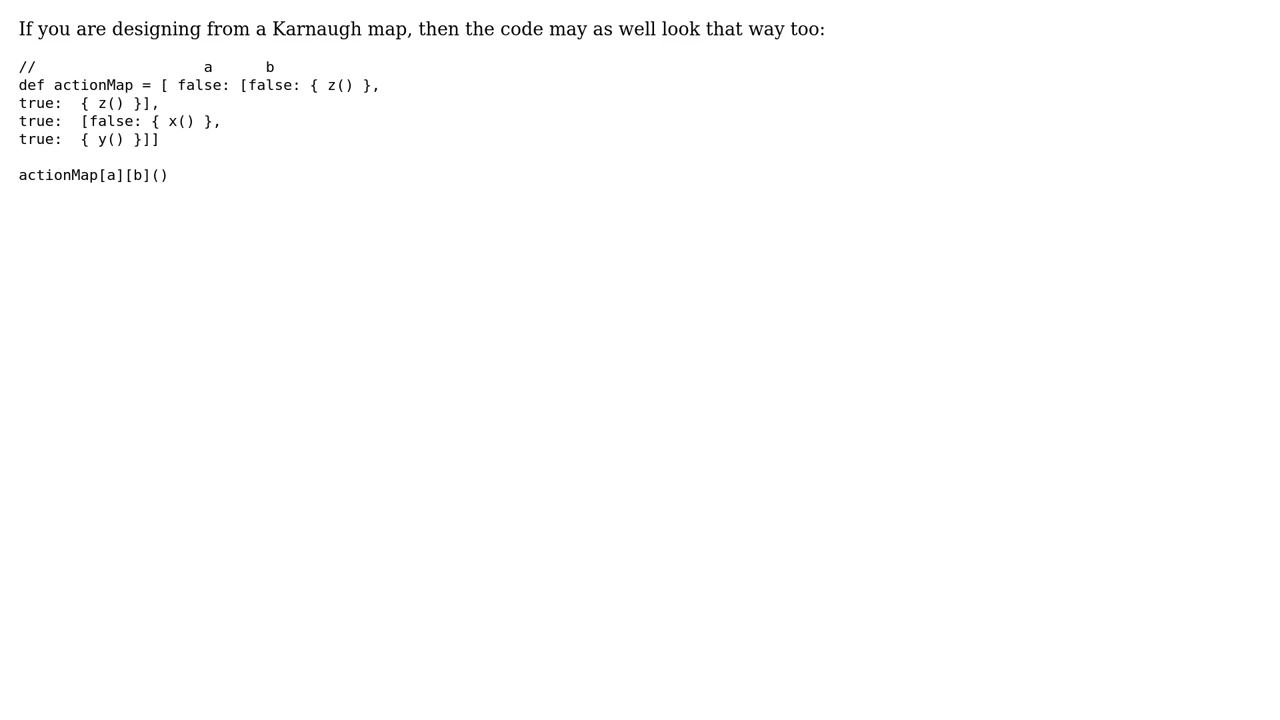 If you are designing from a Karnaugh map, then the code may as well look that way too:
//                   a      b
def actionMap = [ false: [false: { z() },
true:  { z() }],
true:  [false: { x() },
true:  { y() }]]
actionMap[a][b]()